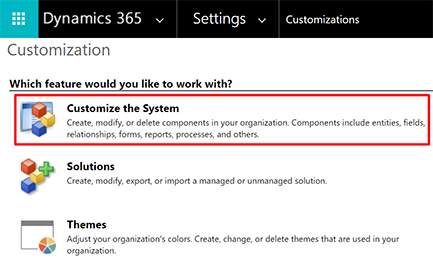 Dynamics 365 Settings Customizations
Customization
Which feature would you like to work with?
Customize the System
Create, modify, or delete components in your organization. Components include entities, fields,
relationships, forms, reports, processes, and others.
Solutions
Create, modify, export, or import a managed or unmanaged solution.
Themes
Adjust your organization's colors. Create, change, or delete themes that are used in your
organization.